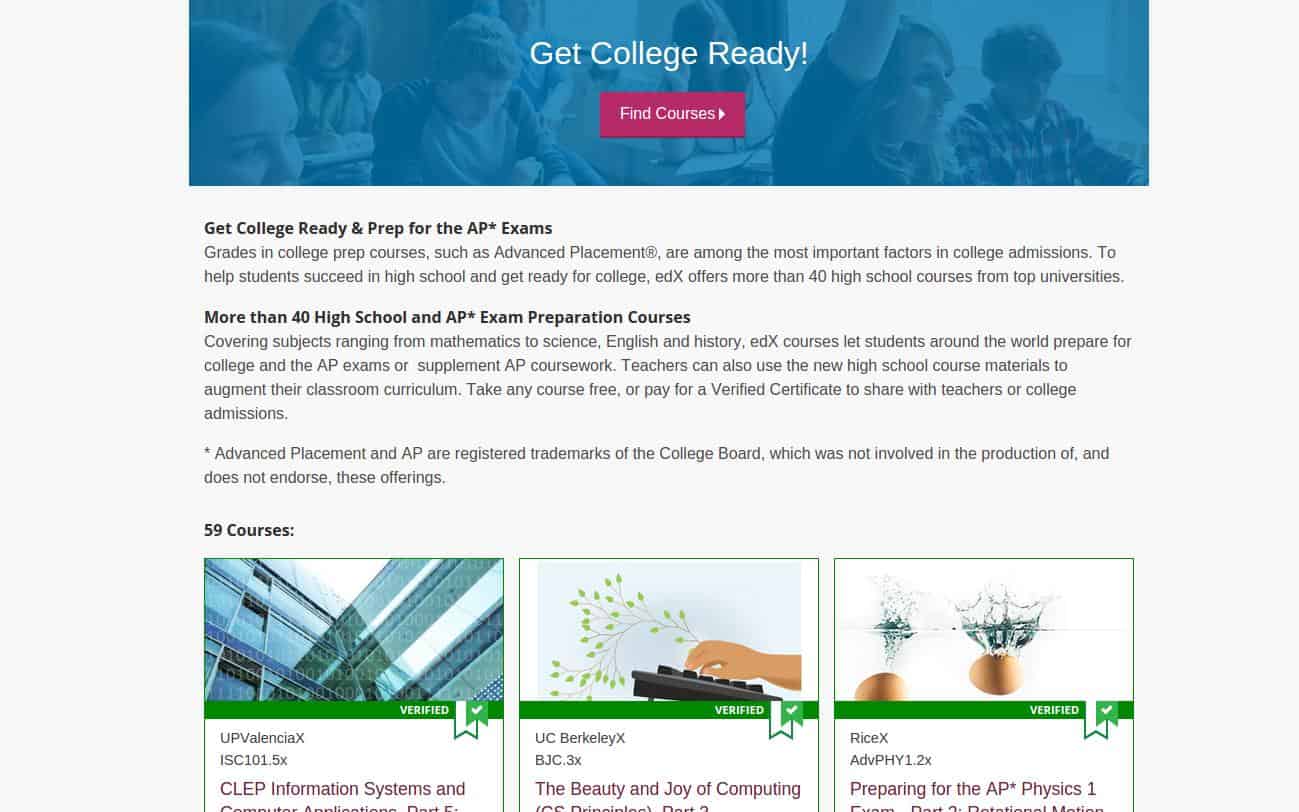 Get College Ready!
Find Courses
Get College Ready & Prep for the AP* Exams
Grades in college prep courses, such as Advanced Placement®, are among the most important factors in college admissions. To
help students succeed in high school and get ready for college, edX offers more than 40 high school courses from top universities.
More than 40 High School and AP* Exam Preparation Courses
Covering subjects ranging from mathematics to science, English and history, edX courses let students around the world prepare for
college and the AP exams or  supplement AP coursework. Teachers can also use the new high school course materials to
augment their classroom curriculum. Take any course free, or pay for a Verified Certificate to share with teachers or college
admissions.
* Advanced Placement and AP are registered trademarks of the College Board, which was not involved in the production of, and
does not endorse, these offerings.
59 Courses:
VERIFIED
UPValenciaX
ISC101.5x
CLEP Information Systems and
Computer Applications, Part 5:
VERIFIED
UC BerkeleyX
BJC.3x
The Beauty and Joy of Computing
(CS Principles), Part 3
VERIFIED
RiceX
AdvPHY1.2x
Preparing for the AP* Physics 1
Exam - Part 2: Rotational Motion